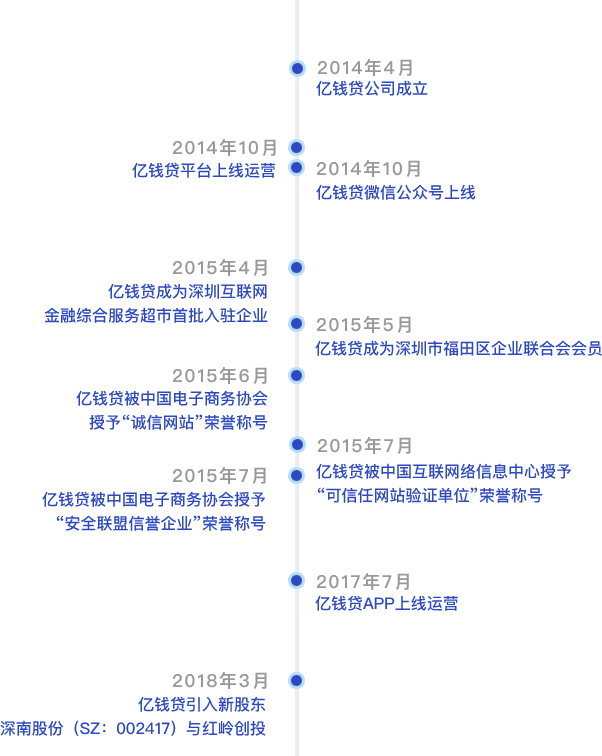 2014年4月
亿钱贷公司成立
2014年10月
亿钱贷平台上线运营
2014年10月
亿钱贷微信公众号上线
2015年4月
亿钱贷成为深圳互联网
金融综合服务超市首批入驻企业
2015年5月
亿钱贷成为深圳市福田区企业联合会会员
2015年6月
亿钱贷被中国电子商务协会
授予“诚信网站”荣誉称号
2015年7月
亿钱贷被中国互联网络信息中心授予
“可信任网站验证单位”荣誉称号
2015年7月
亿钱贷被中国电子商务协会授予
“安全联盟信誉企业”荣誉称号
2017年7月
亿钱贷APP上线运营
2018年3月
亿钱贷引入新股东
深南股份（SZ：002417）与红岭创投